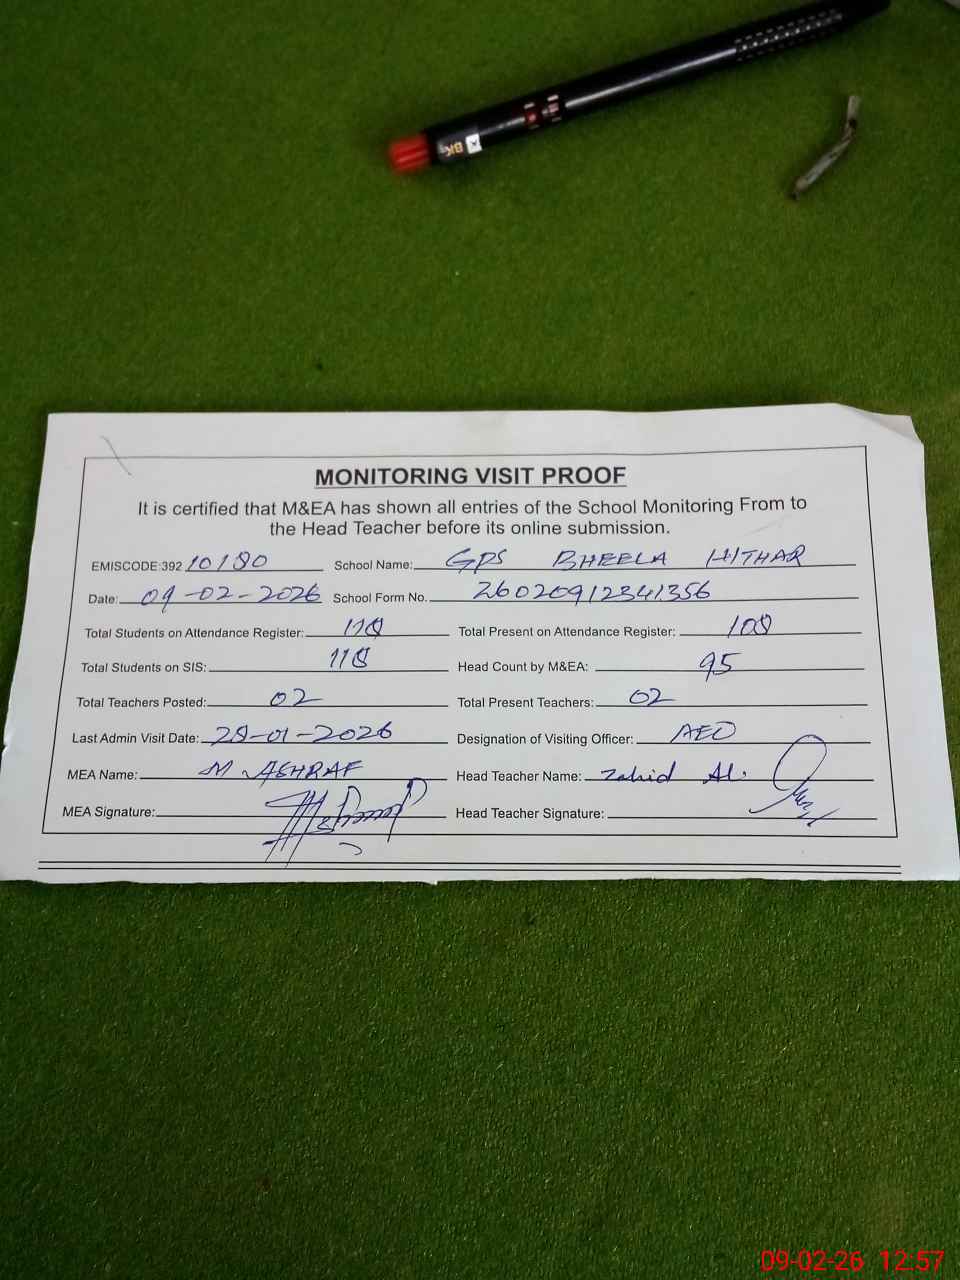 BK
MONITORING VISIT PROOF
It is certified that M&EA has shown all entries of the School Monitoring From to
the Head Teacher before its online submission.
EMISCODE:392 10180 School Name: GPS BHEELA HITHAR
Date: 09-02-2026 School Form No. 26020912341356
Total Students on Attendance Register: 118 Total Present on Attendance Register: 108
Total Students on SIS: 118 Head Count by M&EA: 95
Total Teachers Posted: 02 Total Present Teachers: 02
Last Admin Visit Date: 28-01-2026 Designation of Visiting Officer: AEO
MEA Name: M. ASHRAF Head Teacher Name: Zahid Al.
MEA Signature: Head Teacher Signature:
09-02-26 12:57